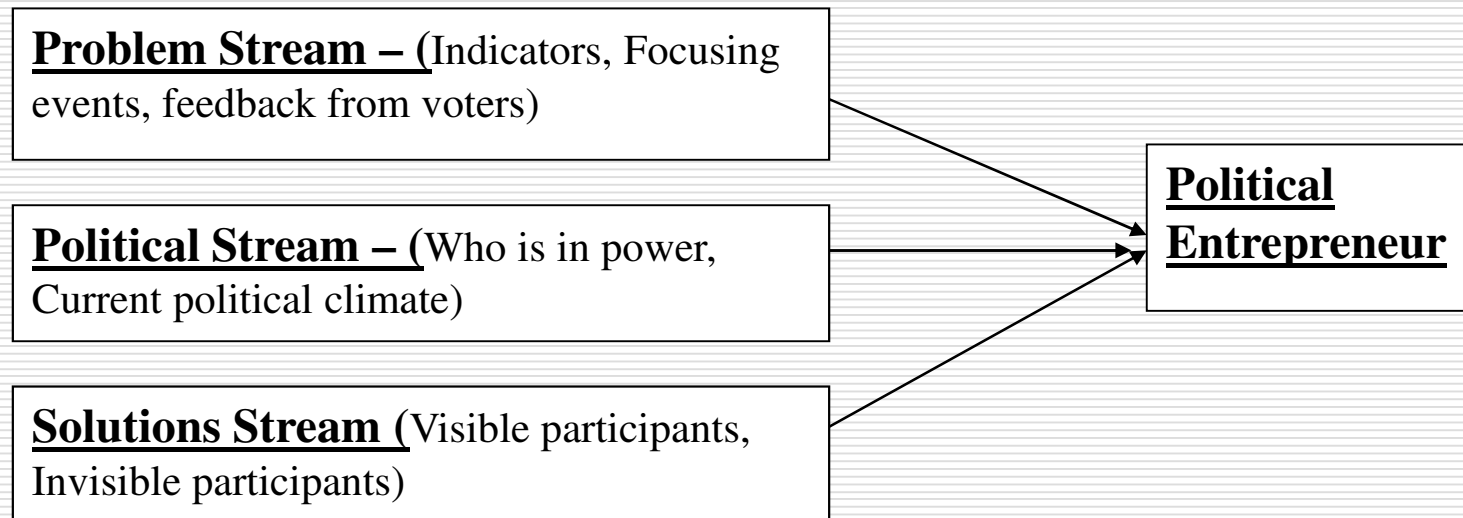 Problem Stream – (Indicators, Focusing
events, feedback from voters)
Political Stream – (Who is in power,
Current political climate)
Solutions Stream (Visible participants,
Invisible participants)
Political
Entrepreneur